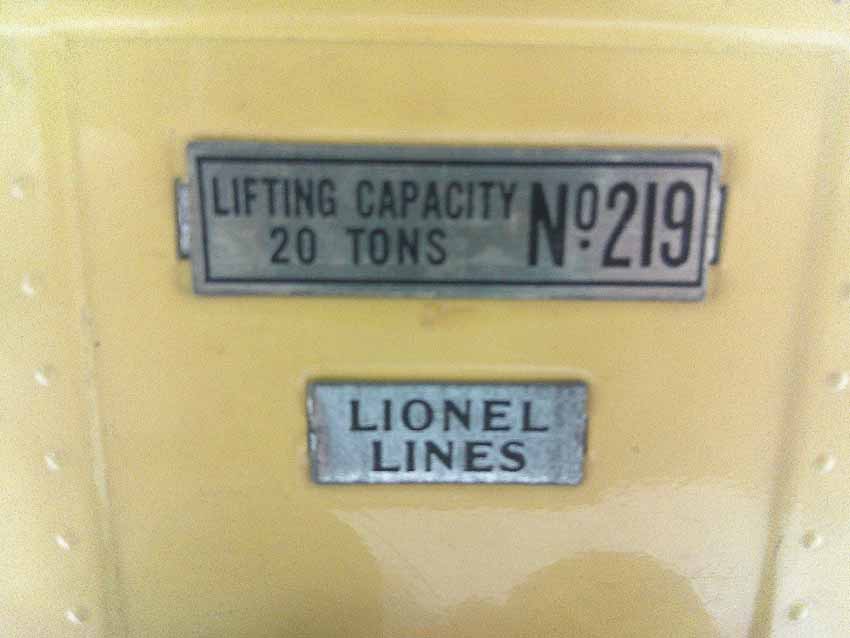 LIFTING CAPACITY
20 TONS
Nº219
LIONEL
LINES